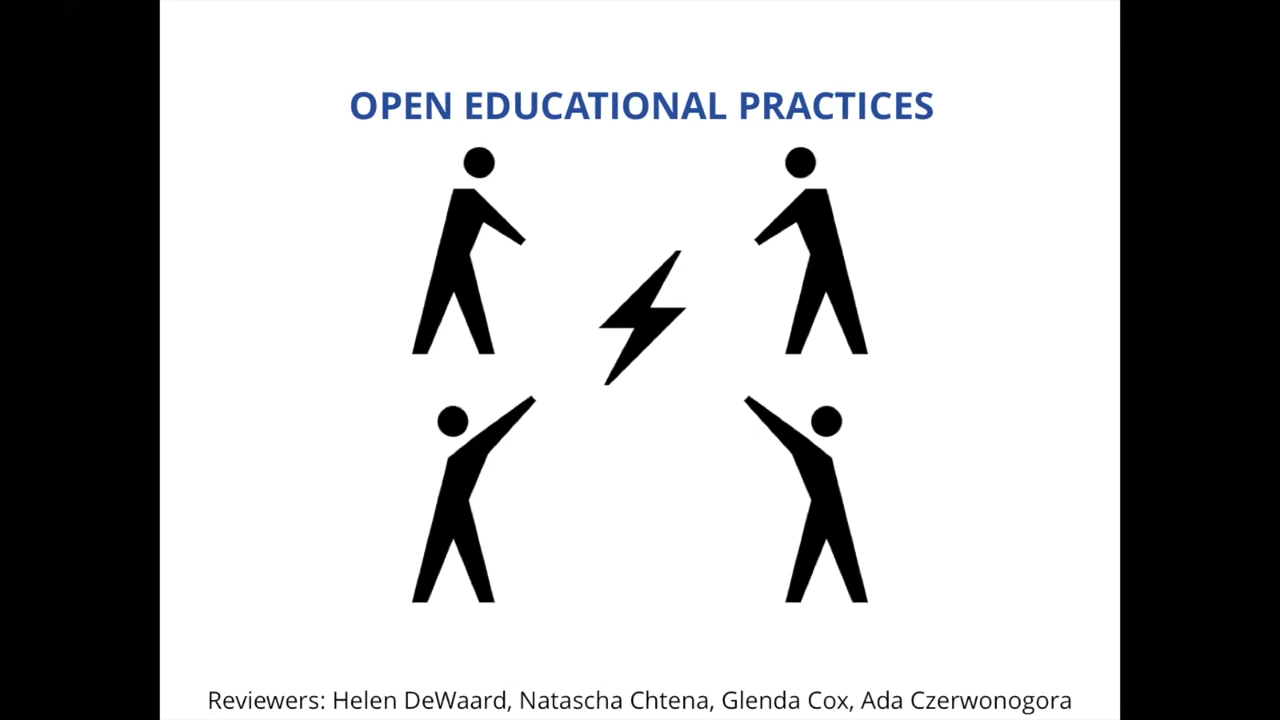 OPEN EDUCATIONAL PRACTICES
Reviewers: Helen DeWaard, Natascha Chtena, Glenda Cox, Ada Czerwonogora